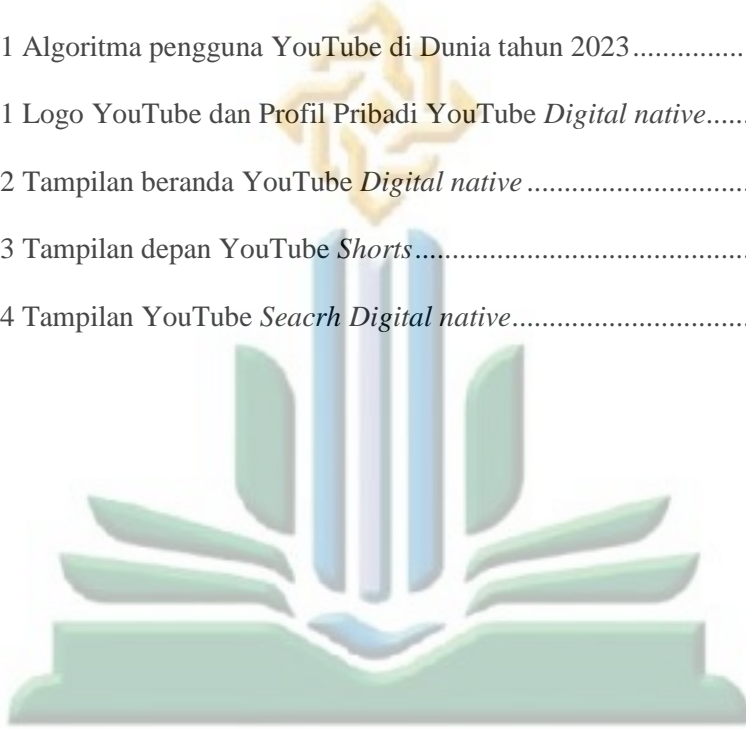 1 Algoritma pengguna YouTube di Dunia tahun 2023...............
1 Logo YouTube dan Profil Pribadi YouTube Digital native......
2 Tampilan beranda YouTube Digital native................................
3 Tampilan depan YouTube Shorts................................................
4 Tampilan YouTube Seacrh Digital native..................................